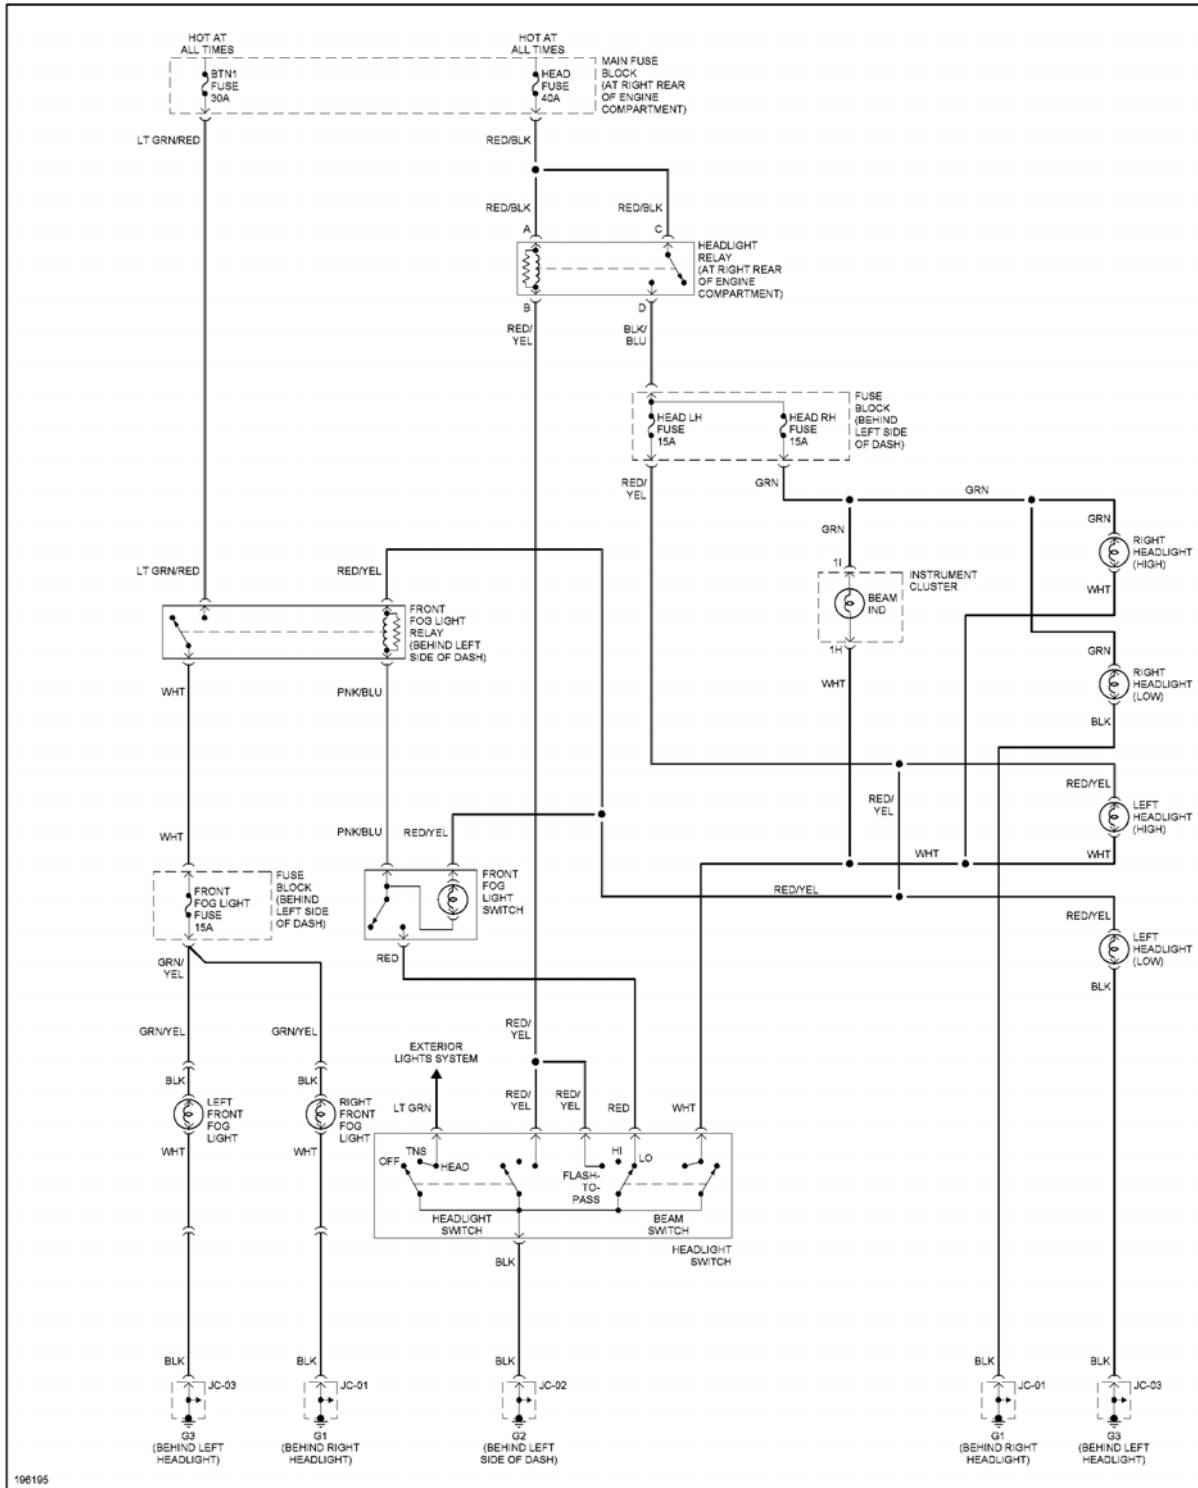 HOT AT
ALL TIMES
HOT AT
ALL TIMES
BTN1
FUSE
30A
HEAD
FUSE
40A
MAIN FUSE
BLOCK
(AT RIGHT REAR
OF ENGINE
COMPARTMENT)
LT GRN/RED
RED/BLK
RED/BLK
RED/BLK
A
C
HEADLIGHT
RELAY
(AT RIGHT REAR
OF ENGINE
COMPARTMENT)
B
D
RED/
YEL
BLK/
BLU
HEAD LH
FUSE
15A
HEAD RH
FUSE
15A
FUSE
BLOCK
(BEHIND
LEFT SIDE
OF DASH)
RED/
YEL
GRN
GRN
GRN
GRN
RIGHT
HEADLIGHT
(HIGH)
LT GRN/RED
RED/YEL
1I
INSTRUMENT
CLUSTER
BEAM
IND
WHT
FRONT
FOG LIGHT
RELAY
(BEHIND LEFT
SIDE OF DASH)
1H
GRN
WHT
PNK/BLU
WHT
RIGHT
HEADLIGHT
(LOW)
BLK
RED/YEL
RED/
YEL
LEFT
HEADLIGHT
(HIGH)
WHT
PNK/BLU
RED/YEL
WHT
WHT
FRONT
FOG LIGHT
FUSE
15A
FUSE
BLOCK
(BEHIND
LEFT SIDE
OF DASH)
FRONT
FOG
LIGHT
SWITCH
RED/YEL
RED/YEL
LEFT
HEADLIGHT
(LOW)
GRN/
YEL
RED
BLK
GRN/YEL
GRN/YEL
RED/
YEL
EXTERIOR
LIGHTS SYSTEM
BLK
BLK
LT GRN
RED/
YEL
RED/
YEL
RED
WHT
LEFT
FRONT
FOG
LIGHT
RIGHT
FRONT
FOG
LIGHT
WHT
WHT
OFF
TNS
HEAD
FLASH-
TO-
PASS
HI
LO
HEADLIGHT
SWITCH
BEAM
SWITCH
HEADLIGHT
SWITCH
BLK
BLK
BLK
BLK
BLK
BLK
JC-03
JC-01
JC-02
JC-01
JC-03
G3
(BEHIND LEFT
HEADLIGHT)
G1
(BEHIND RIGHT
HEADLIGHT)
G2
(BEHIND LEFT
SIDE OF DASH)
G1
(BEHIND RIGHT
HEADLIGHT)
G3
(BEHIND LEFT
HEADLIGHT)
196195